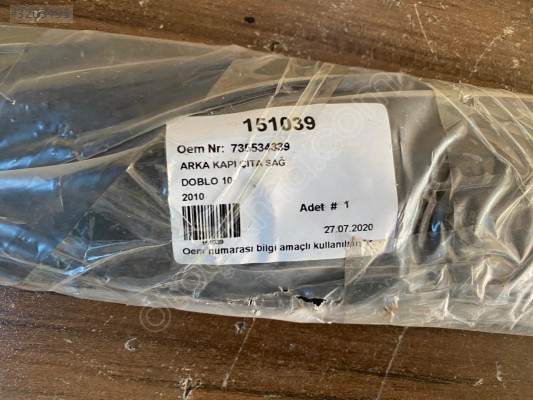 151039
Oem Nr: 735534339
ARKA KAPI ÇITA SAĞ
DOBLO 10
2010
Adet # 1
27.07.2020
151039
Oem numarası bilgi amaçlı